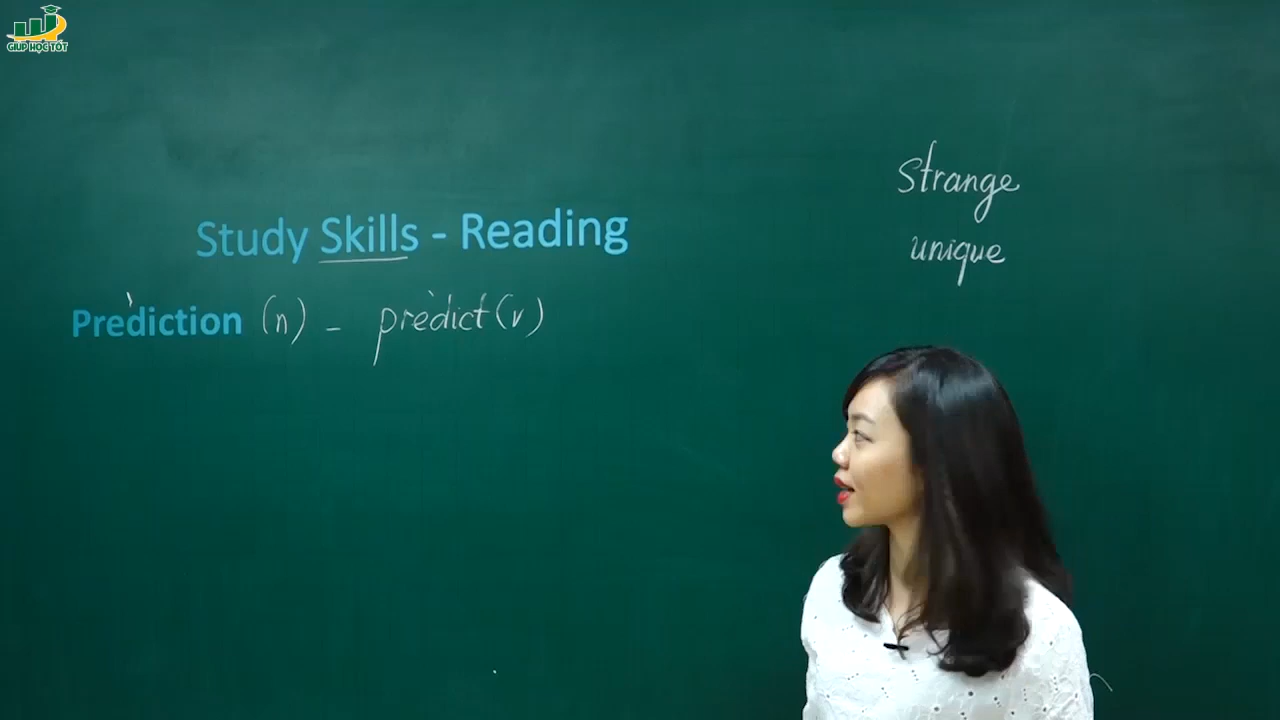 GIÚP HỌC TỐT
Study Skills - Reading
Prediction (n) - predict (v)
Strange
unique